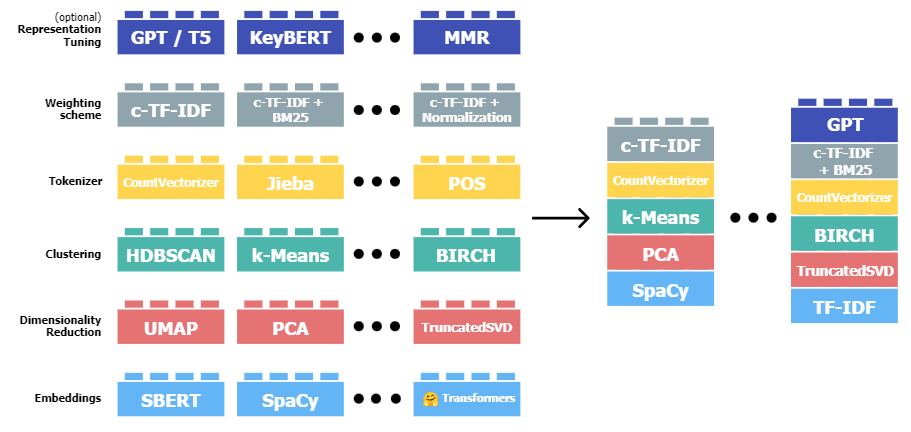 (optional)
Representation
Tuning
GPT / T5
KeyBERT
MMR
Weighting
scheme
c-TF-IDF
c-TF-IDF +
BM25
c-TF-IDF +
Normalization
Tokenizer
CountVectorizer
Jieba
POS
Clustering
HDBSCAN
k-Means
BIRCH
Dimensionality
Reduction
UMAP
PCA
TruncatedSVD
Embeddings
SBERT
SpaCy
🤗 Transformers
c-TF-IDF
CountVectorizer
k-Means
PCA
SpaCy
GPT
c-TF-IDF
+ BM25
CountVectorizer
BIRCH
TruncatedSVD
TF-IDF